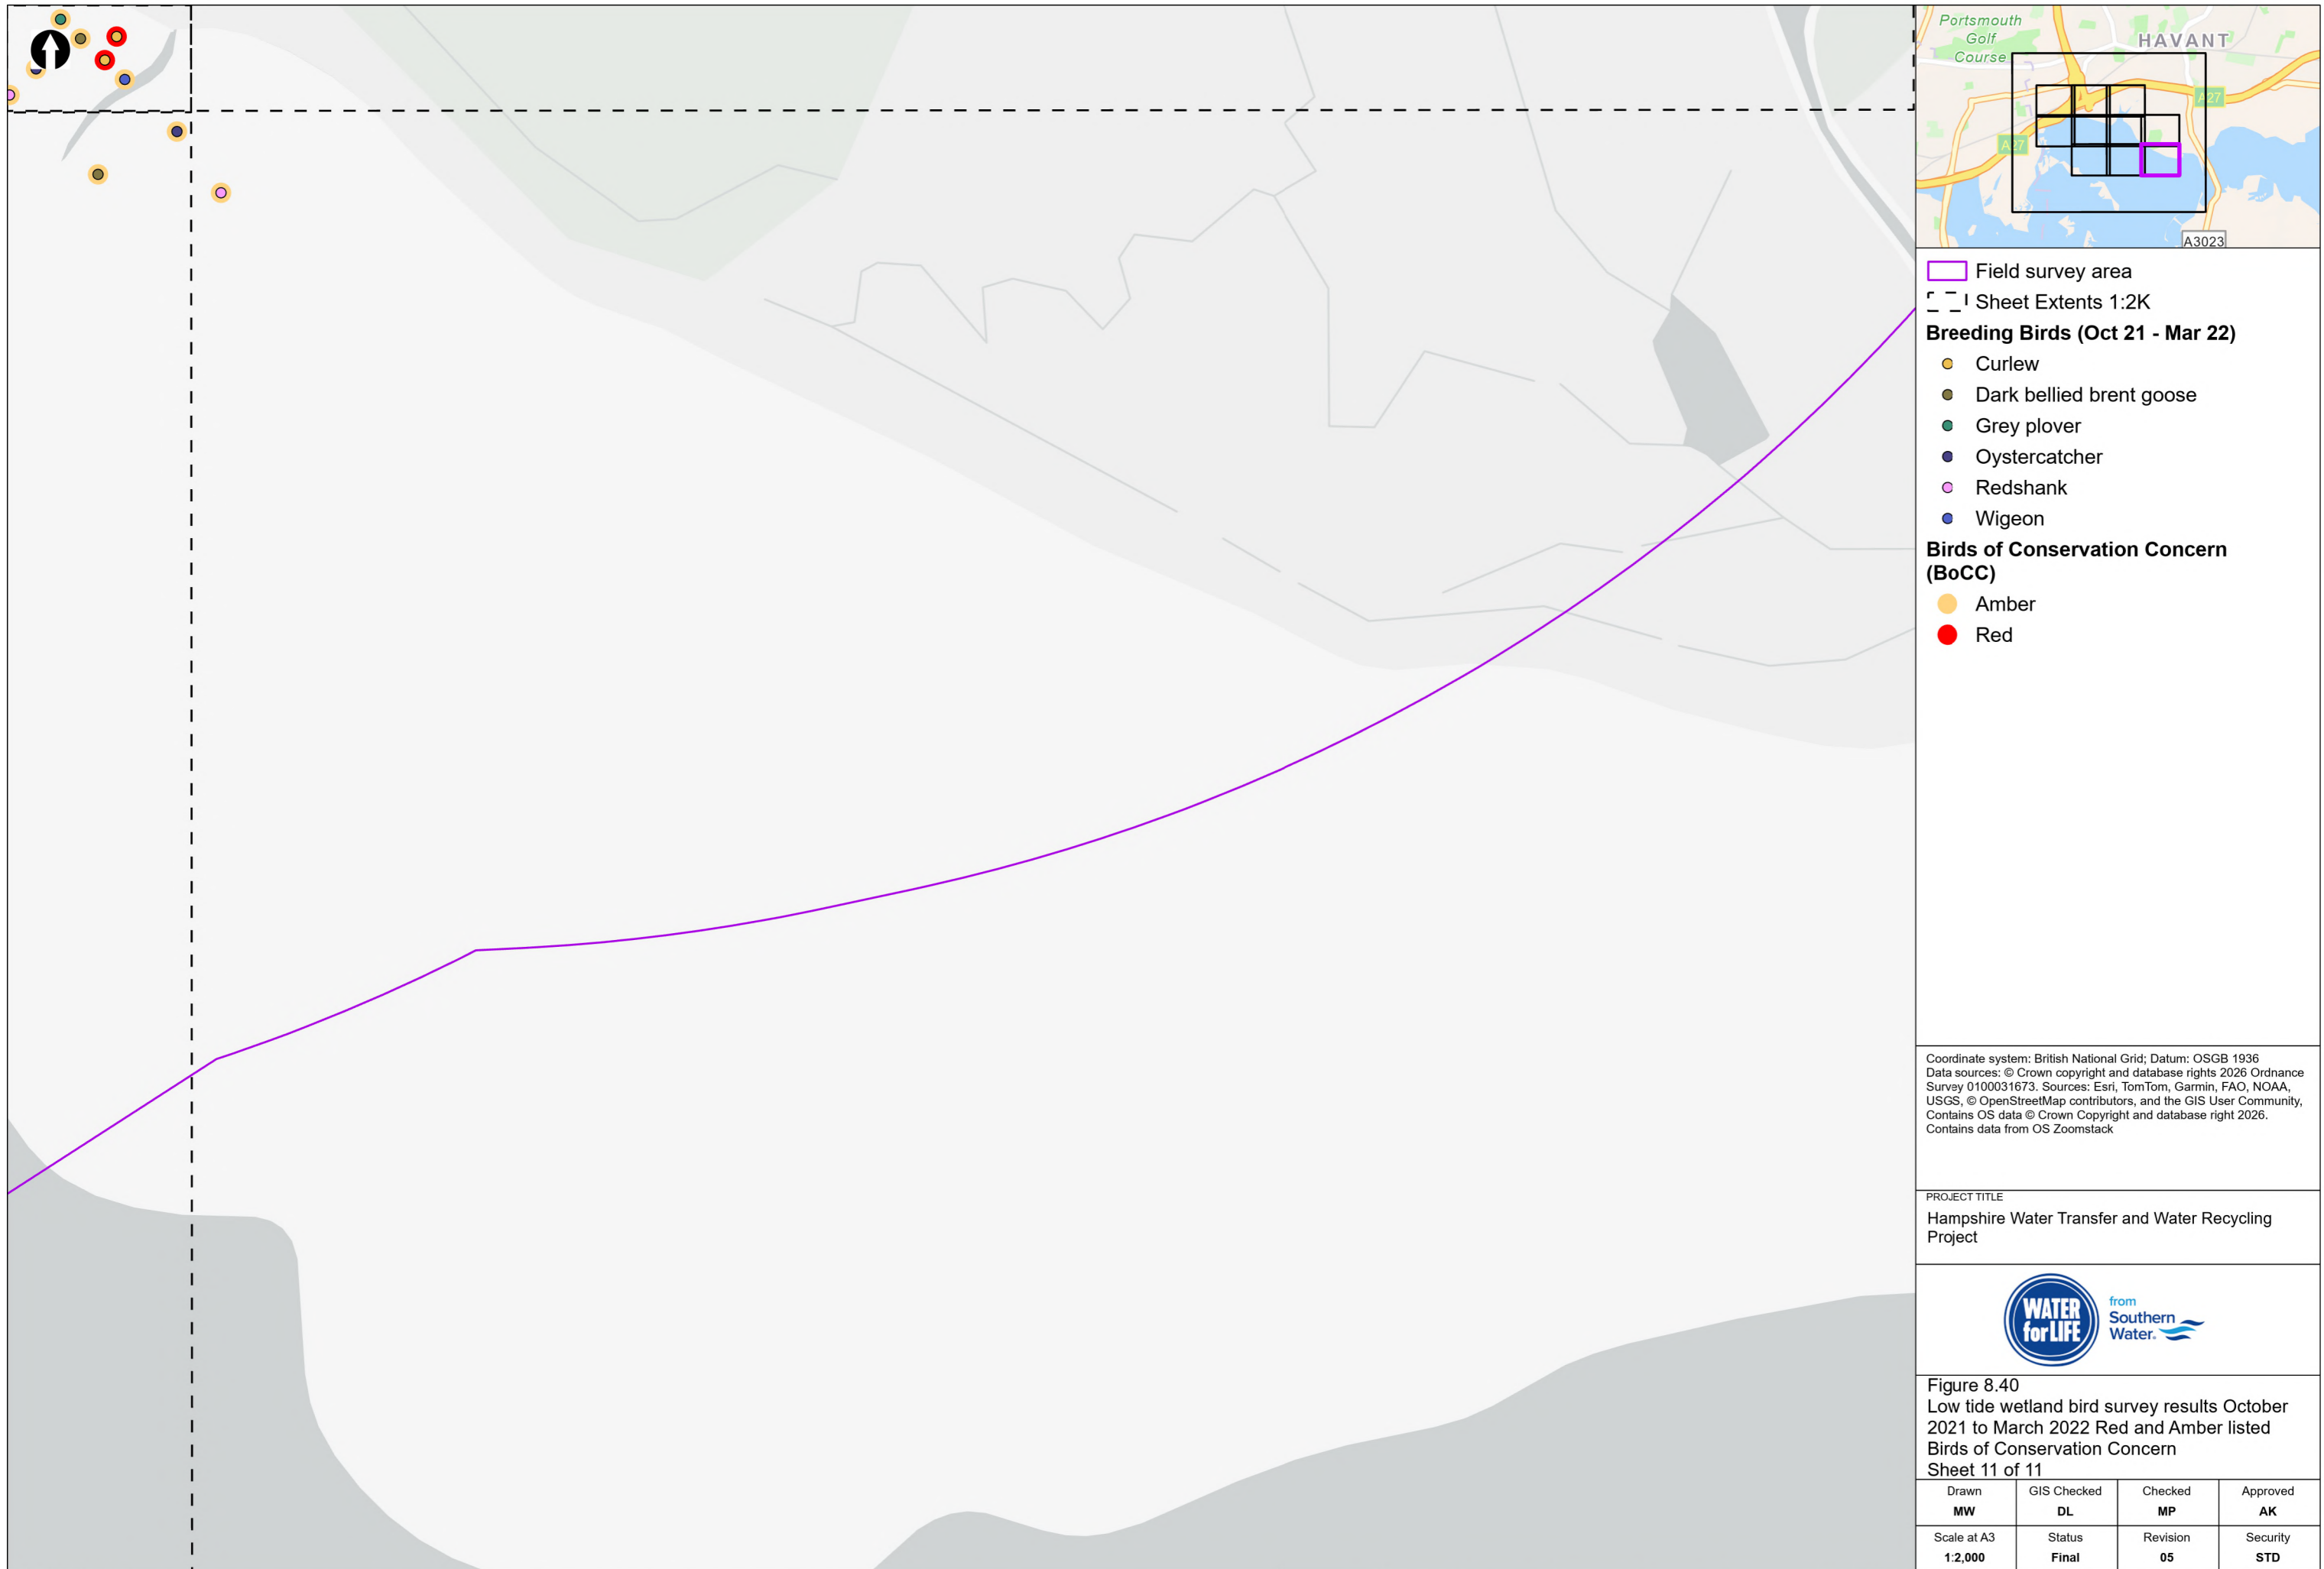 Portsmouth
Golf
Course
HAVANT
A27
A27
A3023
Field survey area
Sheet Extents 1:2K
Breeding Birds (Oct 21 - Mar 22)
Curlew
Dark bellied brent goose
Grey plover
Oystercatcher
Redshank
Wigeon
Birds of Conservation Concern
(BoCC)
Amber
Red
Coordinate system: British National Grid; Datum: OSGB 1936
Data sources: © Crown copyright and database rights 2026 Ordnance
Survey 0100031673. Sources: Esri, TomTom, Garmin, FAO, NOAA,
USGS, © OpenStreetMap contributors, and the GIS User Community,
Contains OS data © Crown Copyright and database right 2026.
Contains data from OS Zoomstack
PROJECT TITLE
Hampshire Water Transfer and Water Recycling
Project
WATER
for LIFE
from
Southern
Water.
Figure 8.40
Low tide wetland bird survey results October
2021 to March 2022 Red and Amber listed
Birds of Conservation Concern
Sheet 11 of 11
Drawn GIS Checked Checked Approved
MW DL MP AK
Scale at A3 Status Revision Security
1:2,000 Final 05 STD